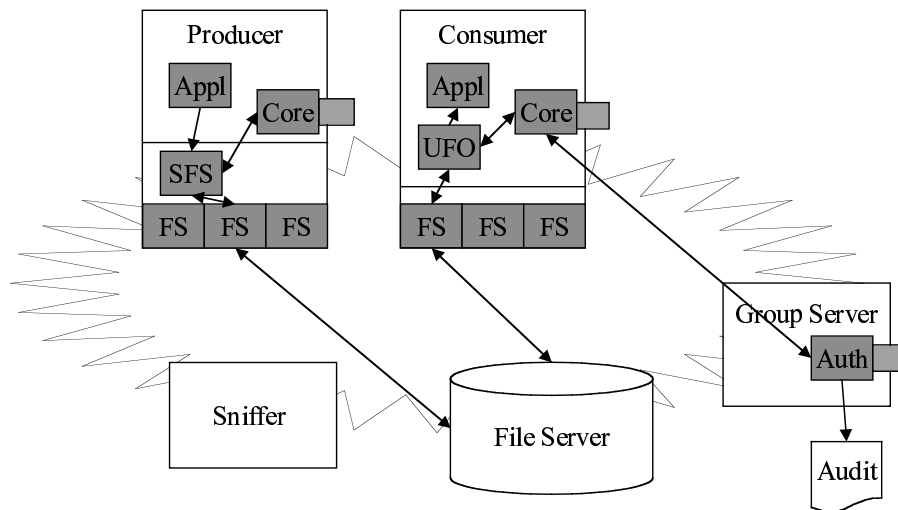 Producer
Consumer
Appl
Core
Appl
Core
SFS
UFO
FS FS FS
FS FS FS
Group Server
Auth
Sniffer
File Server
Audit